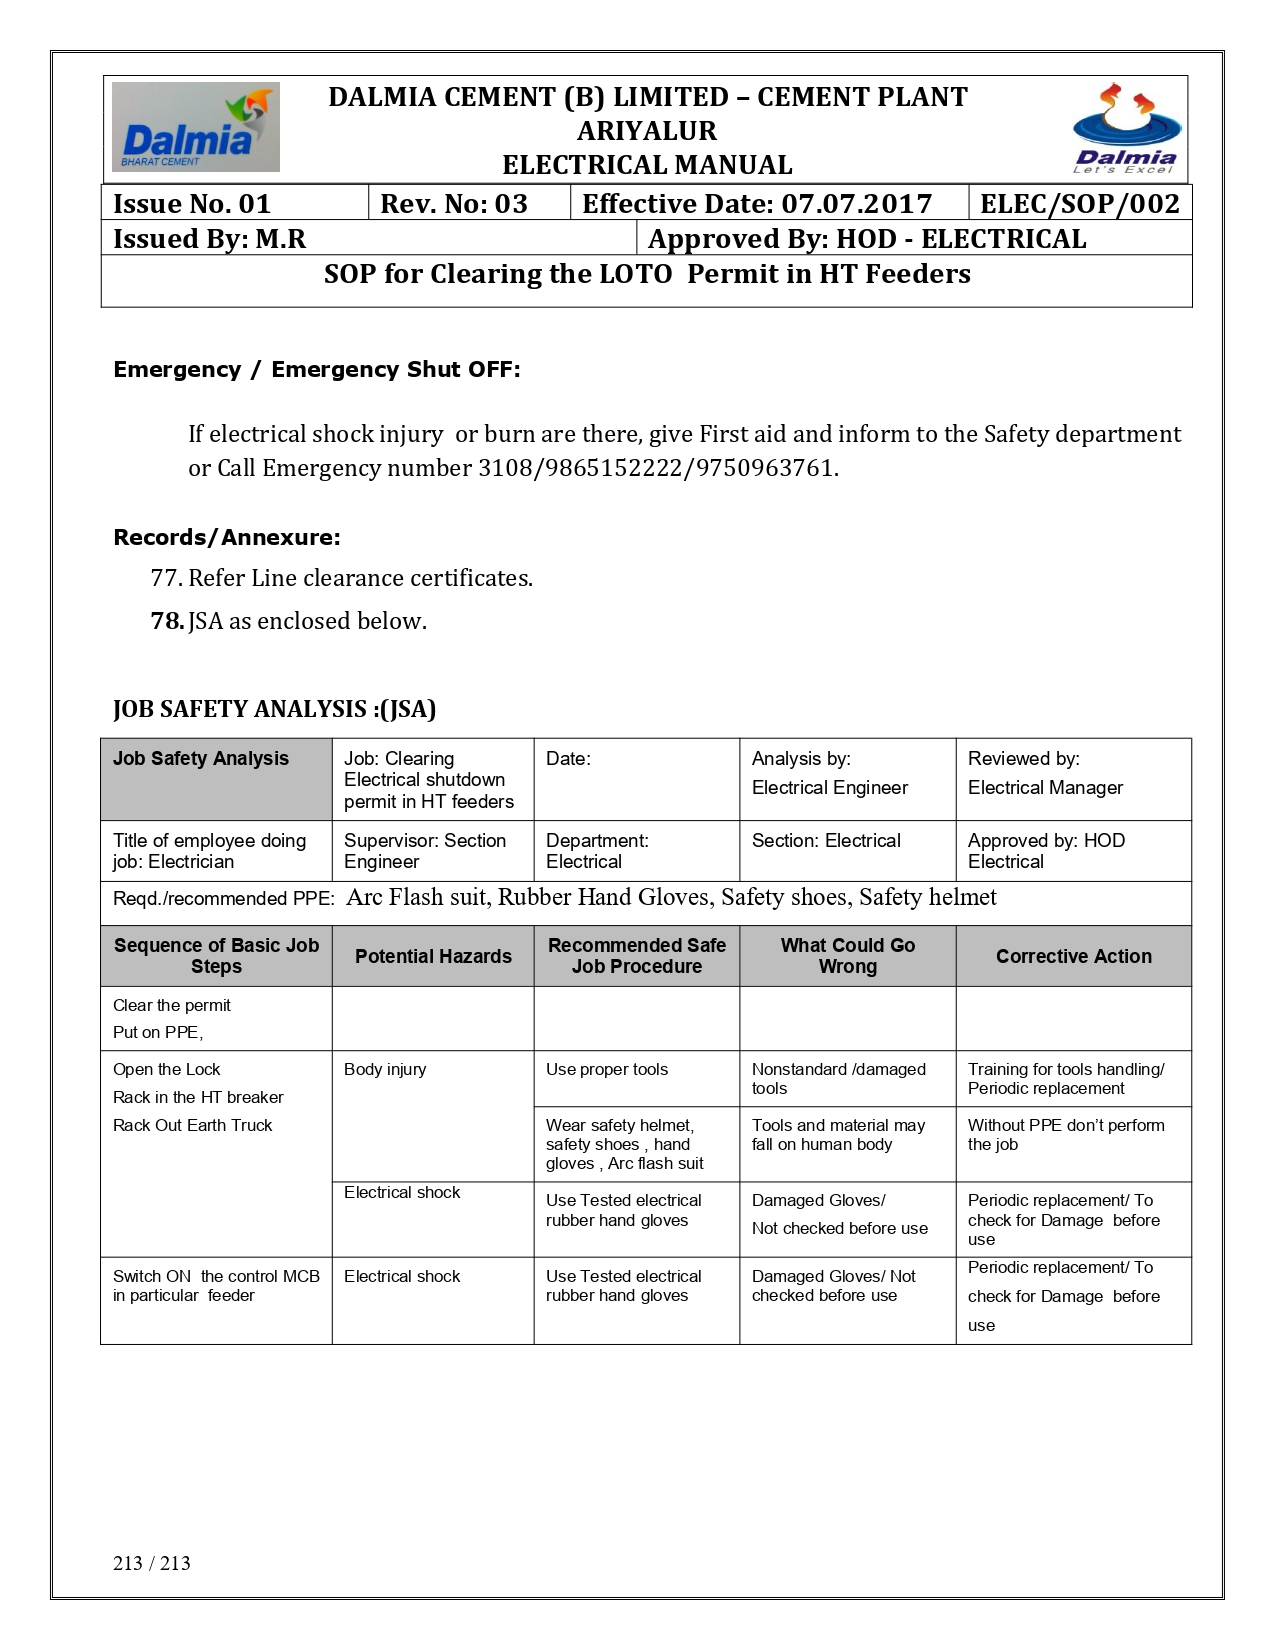 Dalmia
BHARAT CEMENT
DALMIA CEMENT (B) LIMITED – CEMENT PLANT
ARIYALUR
ELECTRICAL MANUAL
Dalmia
Let's Excel
Issue No. 01 Rev. No: 03 Effective Date: 07.07.2017 ELEC/SOP/002
Issued By: M.R Approved By: HOD - ELECTRICAL
SOP for Clearing the LOTO  Permit in HT Feeders
Emergency / Emergency Shut OFF:
If electrical shock injury  or burn are there, give First aid and inform to the Safety department
or Call Emergency number 3108/9865152222/9750963761.
Records/Annexure:
77. Refer Line clearance certificates.
78. JSA as enclosed below.
JOB SAFETY ANALYSIS :(JSA)
Job Safety Analysis
Job: Clearing
Electrical shutdown
permit in HT feeders
Date:
Analysis by:
Electrical Engineer
Reviewed by:
Electrical Manager
Title of employee doing
job: Electrician
Supervisor: Section
Engineer
Department:
Electrical
Section: Electrical
Approved by: HOD
Electrical
Reqd./recommended PPE: Arc Flash suit, Rubber Hand Gloves, Safety shoes, Safety helmet
Sequence of Basic Job
Steps
Potential Hazards
Recommended Safe
Job Procedure
What Could Go
Wrong
Corrective Action
Clear the permit
Put on PPE,
Open the Lock
Rack in the HT breaker
Rack Out Earth Truck
Body injury
Use proper tools
Nonstandard /damaged
tools
Training for tools handling/
Periodic replacement
Wear safety helmet,
safety shoes , hand
gloves , Arc flash suit
Tools and material may
fall on human body
Without PPE don’t perform
the job
Electrical shock
Use Tested electrical
rubber hand gloves
Damaged Gloves/
Not checked before use
Periodic replacement/ To
check for Damage  before
use
Switch ON  the control MCB
in particular  feeder
Electrical shock
Use Tested electrical
rubber hand gloves
Damaged Gloves/ Not
checked before use
Periodic replacement/ To
check for Damage  before
use
213 / 213